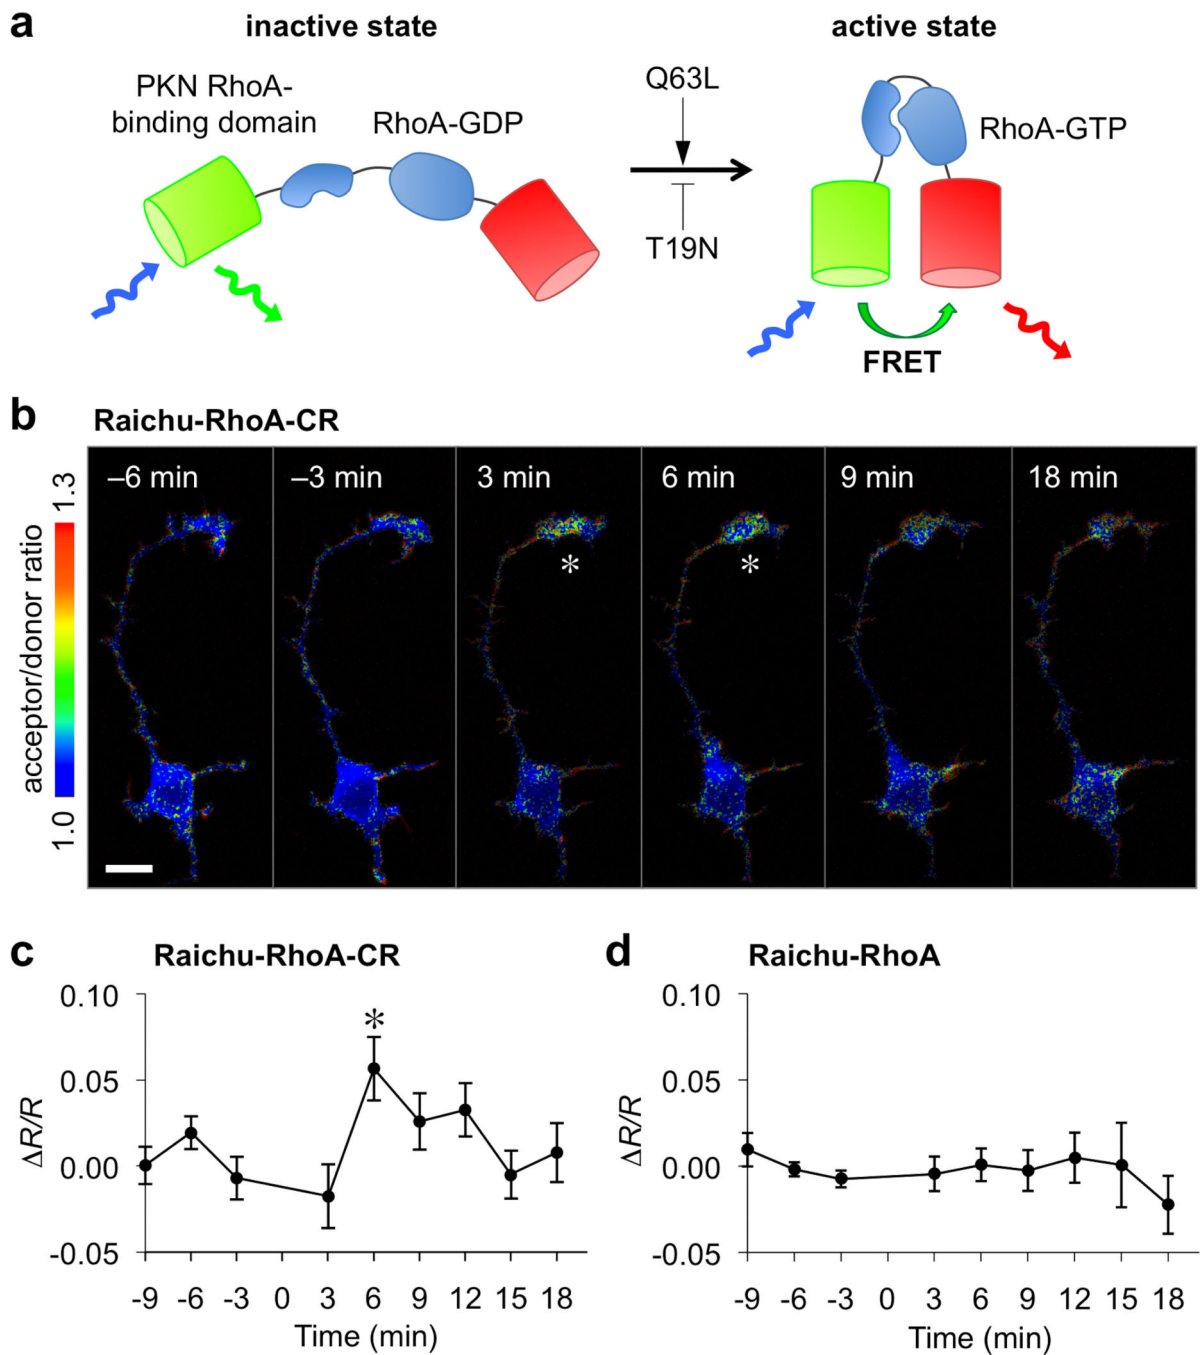 a
inactive state
active state
PKN RhoA-
binding domain
RhoA-GDP
Q63L
T19N
RhoA-GTP
FRET
b
Raichu-RhoA-CR
acceptor/donor ratio
1.0
1.3
–6 min
–3 min
3 min
6 min
9 min
18 min
*
*
c
Raichu-RhoA-CR
ΔR/R
0.10
0.05
0.00
-0.05
*
-9 -6 -3 0 3 6 9 12 15 18
Time (min)
d
Raichu-RhoA
ΔR/R
0.10
0.05
0.00
-0.05
-9 -6 -3 0 3 6 9 12 15 18
Time (min)